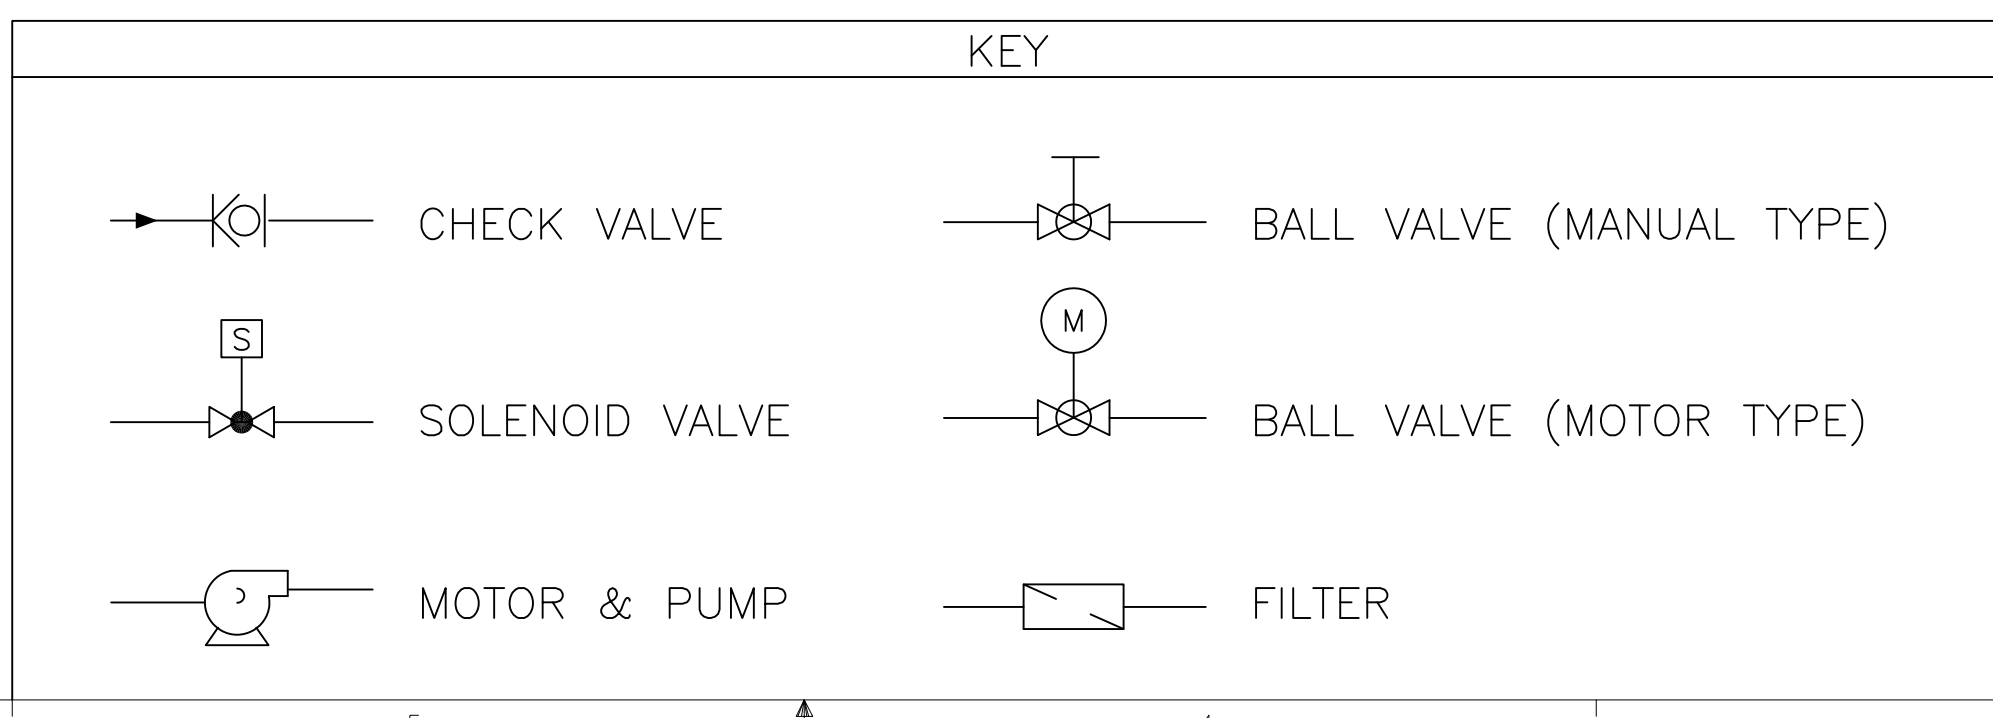 KEY
CHECK VALVE
BALL VALVE (MANUAL TYPE)
S
M
SOLENOID VALVE
BALL VALVE (MOTOR TYPE)
MOTOR & PUMP
FILTER